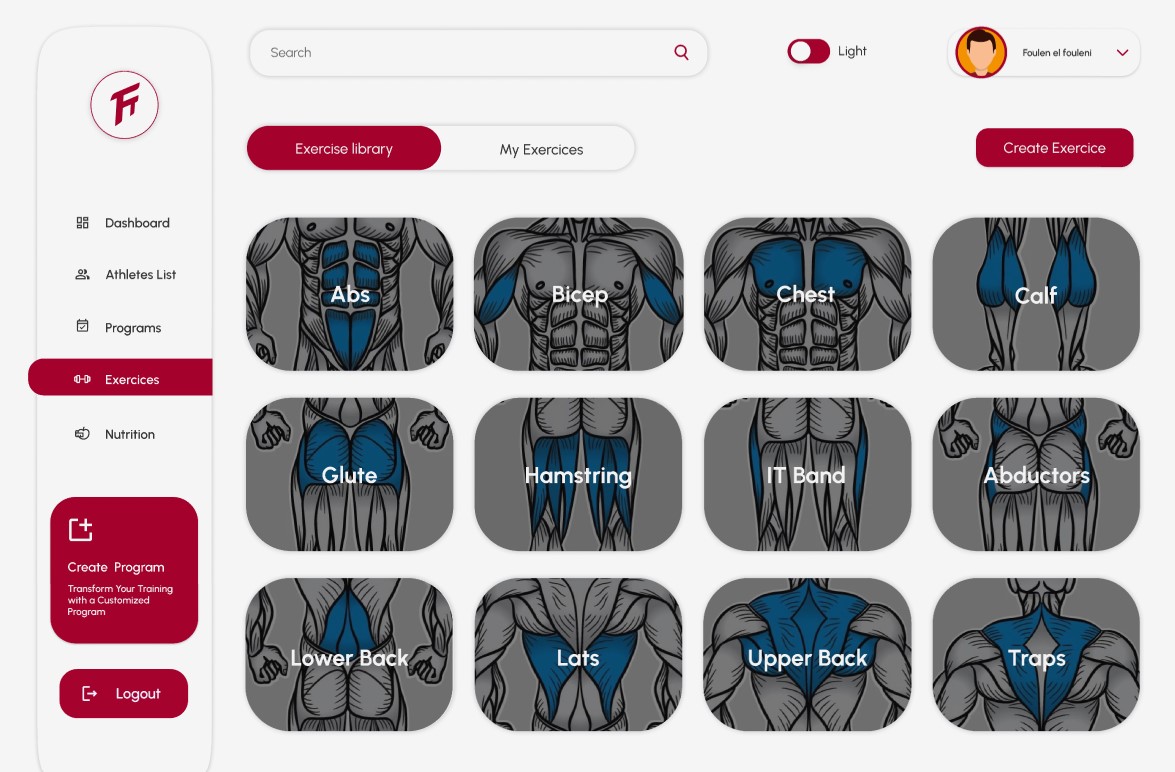 Search
Light
Foulen el fouleni
Exercise library
My Exercices
Create Exercice
Dashboard
Athletes List
Programs
Exercices
Nutrition
Create Program
Transform Your Training
with a Customized
Program
Logout
Abs
Bicep
Chest
Calf
Glute
Hamstring
IT Band
Abductors
Lower Back
Lats
Upper Back
Traps